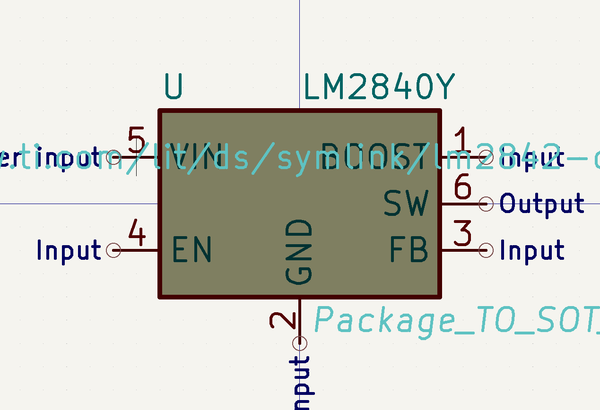 U LM2840Y
er input 5 VIN BOOST 1 Input
.ti.com/lit/ds/symlink/lm2842-
SW 6 Output
Input 4 EN FB 3 Input
GND
2 Package_TO_SOT_
nput